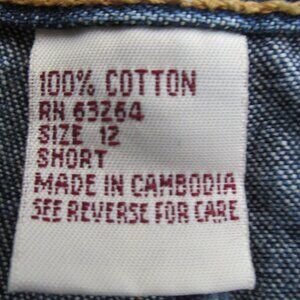 100% COTTON
RN 63264
SIZE 12
SHORT
MADE IN CAMBODIA
SEE REVERSE FOR CARE